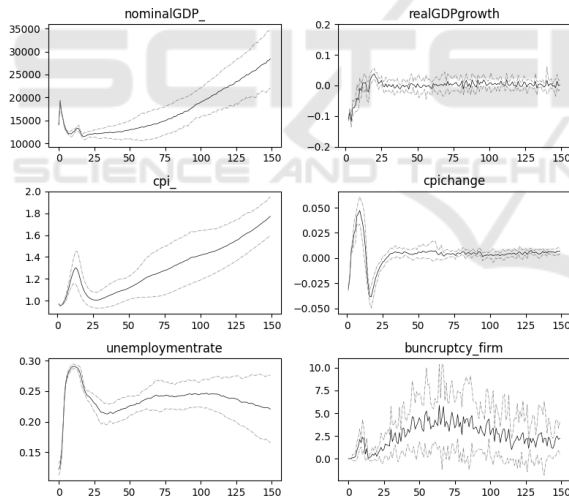 nominalGDP_ realGDPgrowth
35000 0.2
30000 0.1
25000 0.0
20000 −0.1
15000 −0.2
10000
0 25 50 75 100 125 150 0 25 50 75 100 125 150
SCITE
SCIENCE AND TECHN
cpi_ cpichange
2.0 0.050
1.8 0.025
1.6 0.000
1.4 −0.025
1.2 −0.050
1.0
0 25 50 75 100 125 150 0 25 50 75 100 125 150
unemploymentrate buncruptcy_firm
0.30 10.0
0.25 7.5
0.20 5.0
0.15 2.5
0.0
0 25 50 75 100 125 150 0 25 50 75 100 125 150